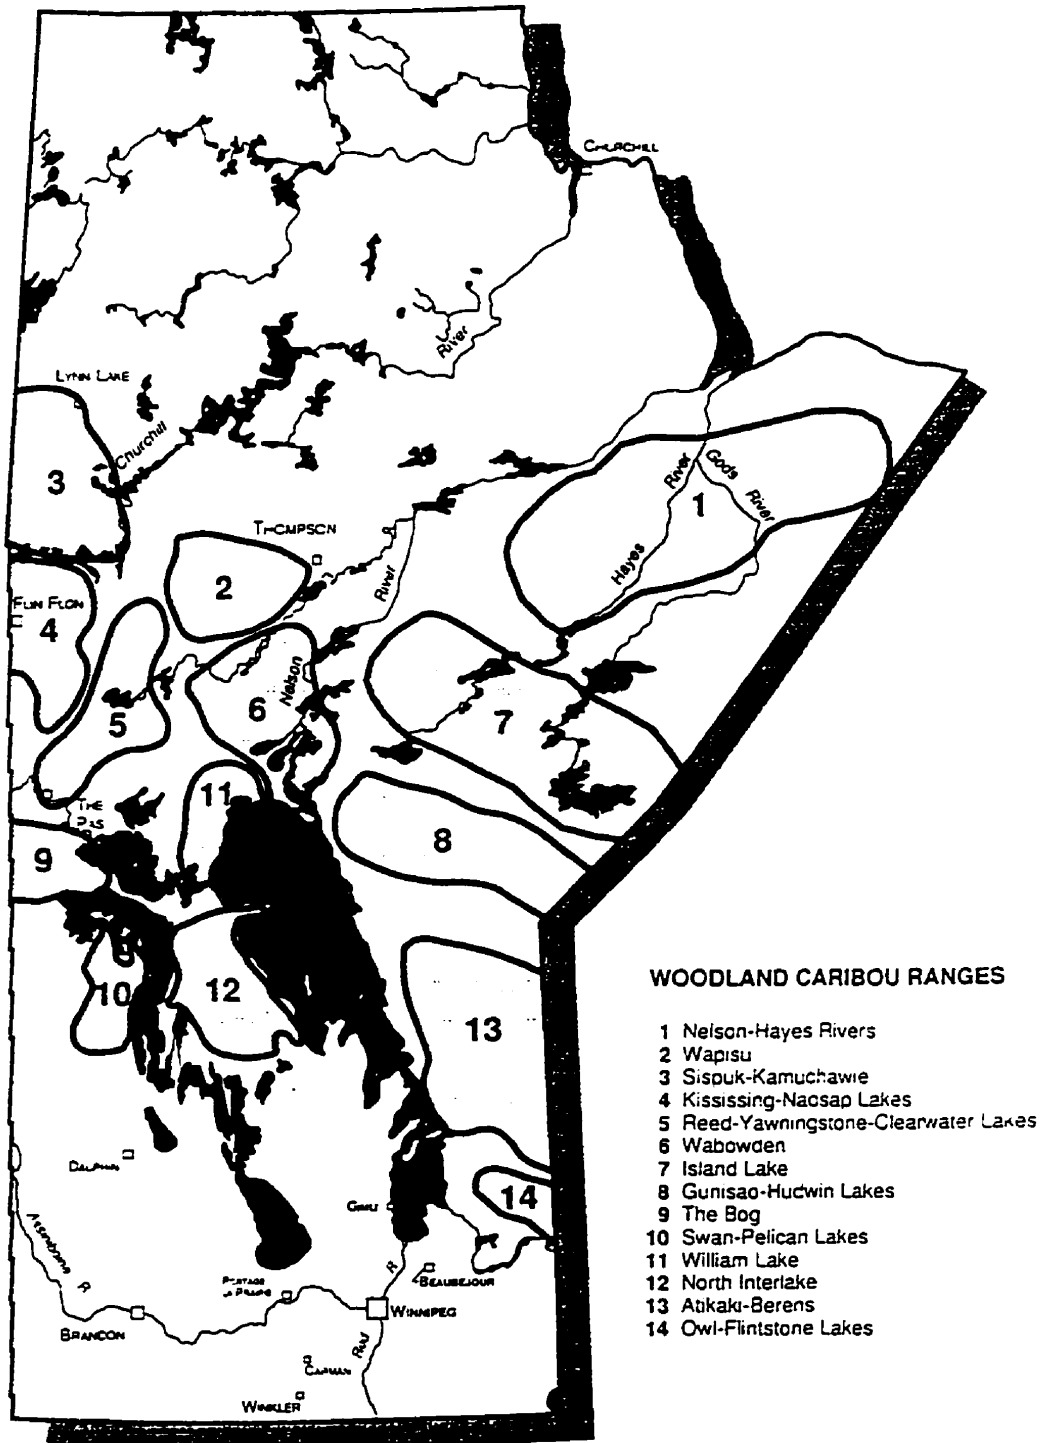 CHURCHILL
River
LYNN LAKE
Churchill
3
THOMPSON
R
River
Gods
River
River
1
Hayes
2
FLIN FLON
4
Nelson
6
5
7
11
THE
PAS
8
9
10
12
13
WOODLAND CARIBOU RANGES
1 Nelson-Hayes Rivers
2 Wapisu
3 Sispuk-Kamuchawie
4 Kississing-Naosap Lakes
5 Reed-Yawningstone-Clearwater Lakes
6 Wabowden
7 Island Lake
8 Gunisao-Hudwin Lakes
9 The Bog
10 Swan-Pelican Lakes
11 William Lake
12 North Interlake
13 Atikaki-Berens
14 Owl-Flintstone Lakes
DAUPHIN
14
GIMLI
Assiniboine R
R
PORTAGE
LA PRAIRIE
BEAUSEJOUR
WINNIPEG
BRANDON
Red
CARMAN
WINKLER